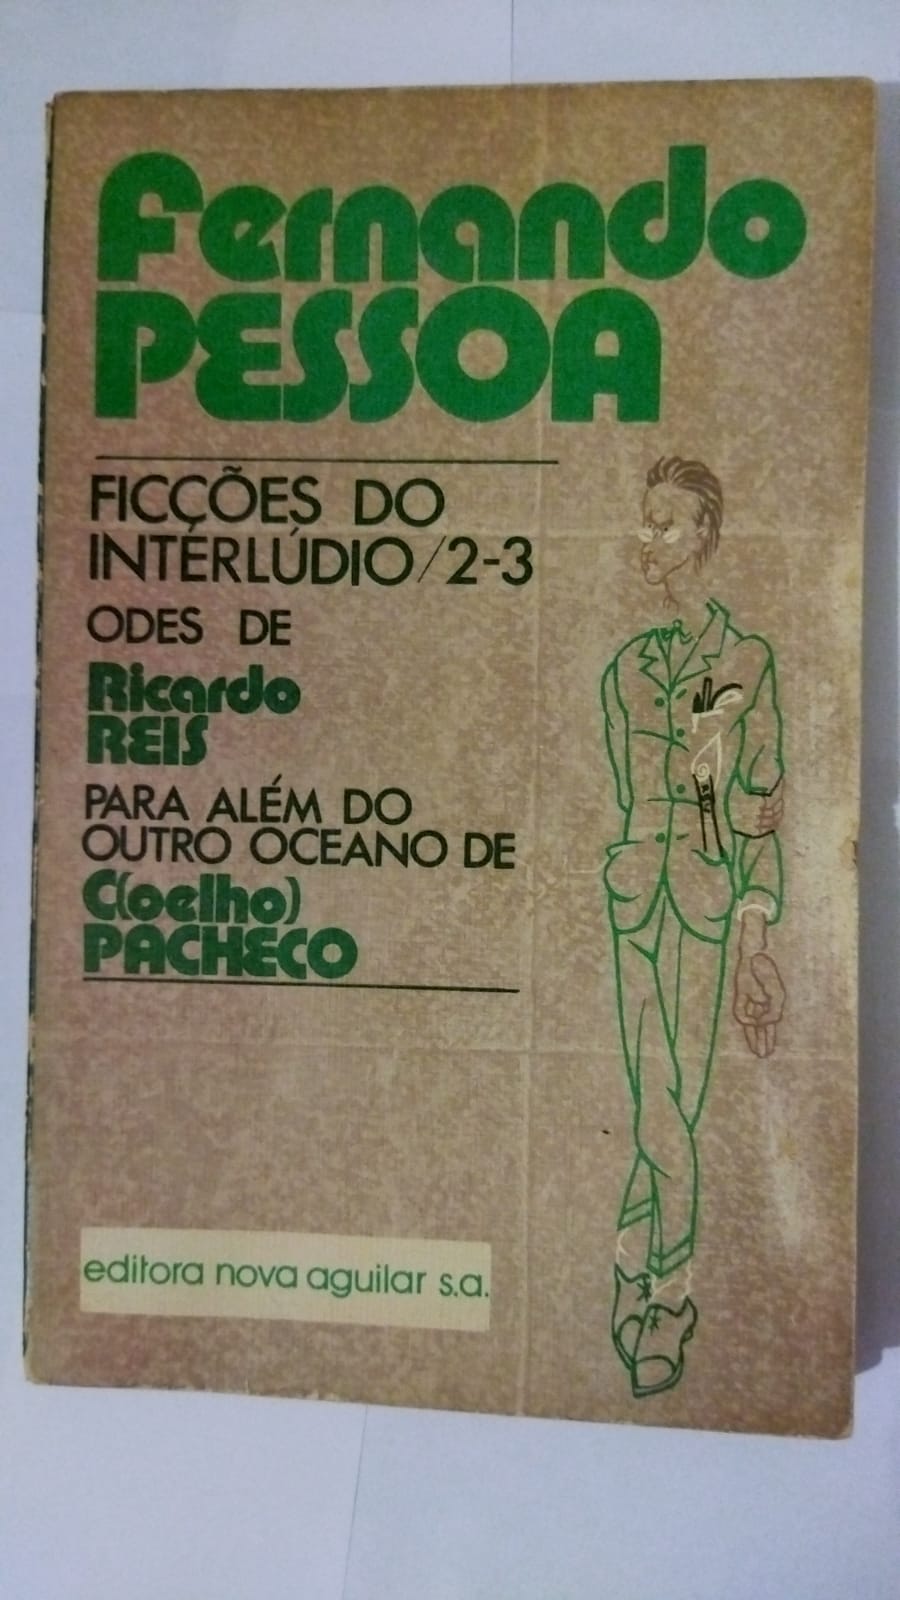 Fernando
PESSOA
FICÇÕES DO
INTERLÚDIO/2-3
ODES DE
Ricardo
REIS
PARA ALÉM DO
OUTRO OCEANO DE
C(oelho)
PACHECO
editora nova aguilar s.a.